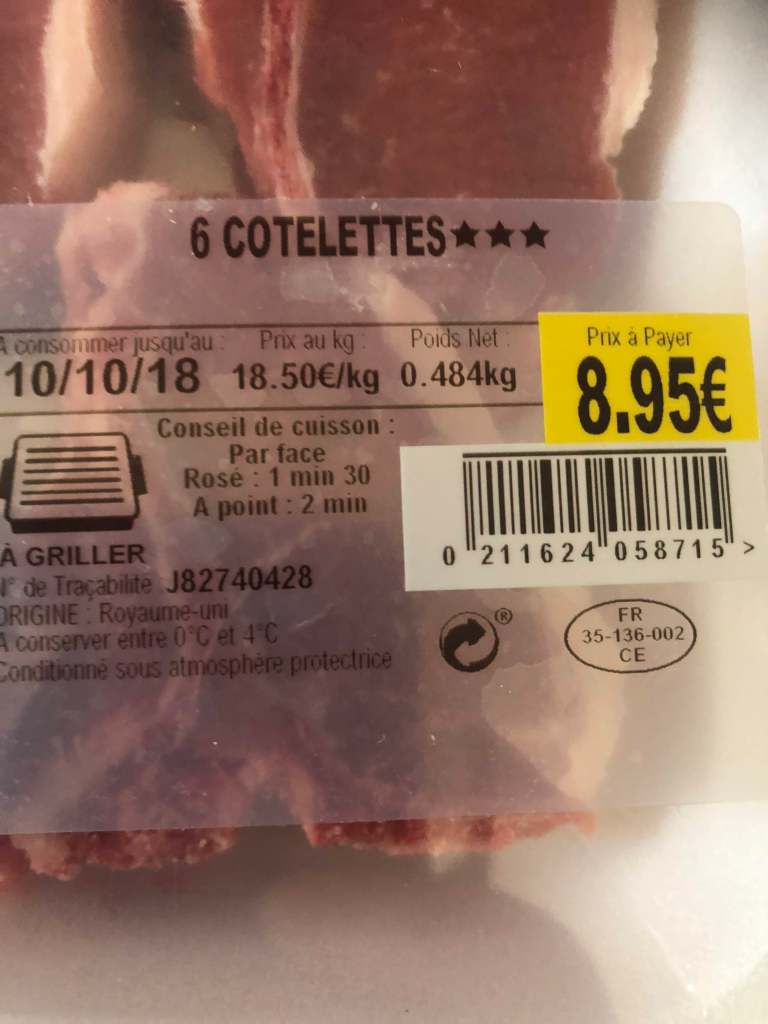 6 COTELETTES★★★
A consommer jusqu'au : Prix au kg : Poids Net : Prix à Payer
10/10/18 18.50€/kg 0.484kg 8.95€
Conseil de cuisson :
Par face
Rosé : 1 min 30
A point : 2 min
0 211624 058715 >
À GRILLER
N° de Traçabilite J82740428
ORIGINE : Royaume-uni
A conserver entre 0°C et 4°C
Conditionné sous atmosphère protectrice
®
FR
35-136-002
CE